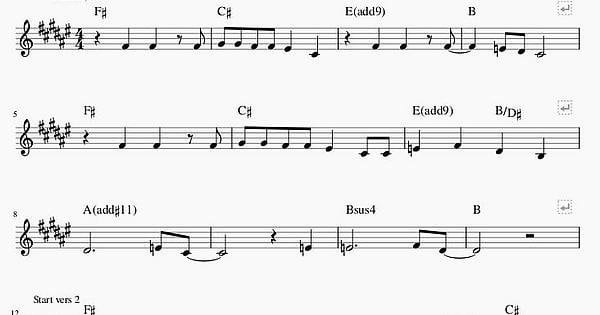 F♯ C♯ E(add9) B
5 F♯ C♯ E(add9) B/D♯
8 A(add♯11) Bsus4 B
Start vers 2
12 F♯ C♯